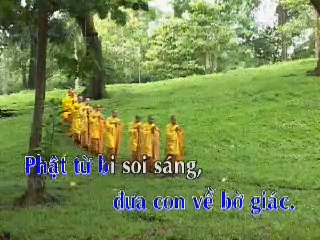 Phật từ bi soi sáng,
đưa con về bờ giác.